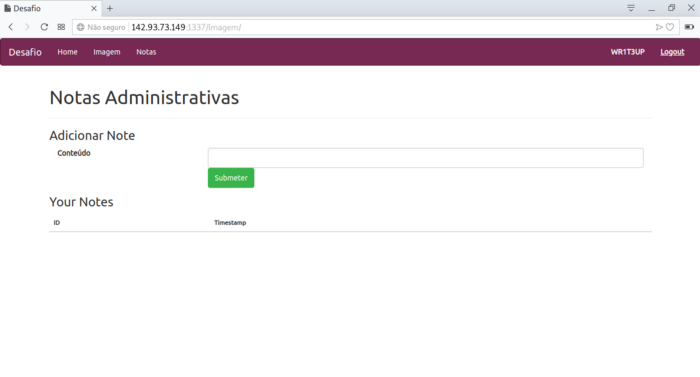 Desafio
Não seguro 142.93.73.149:1337/Imagem/
Desafio Home Imagem Notas WR1T3UP Logout
Notas Administrativas
Adicionar Note
Conteúdo
Submeter
Your Notes
ID Timestamp